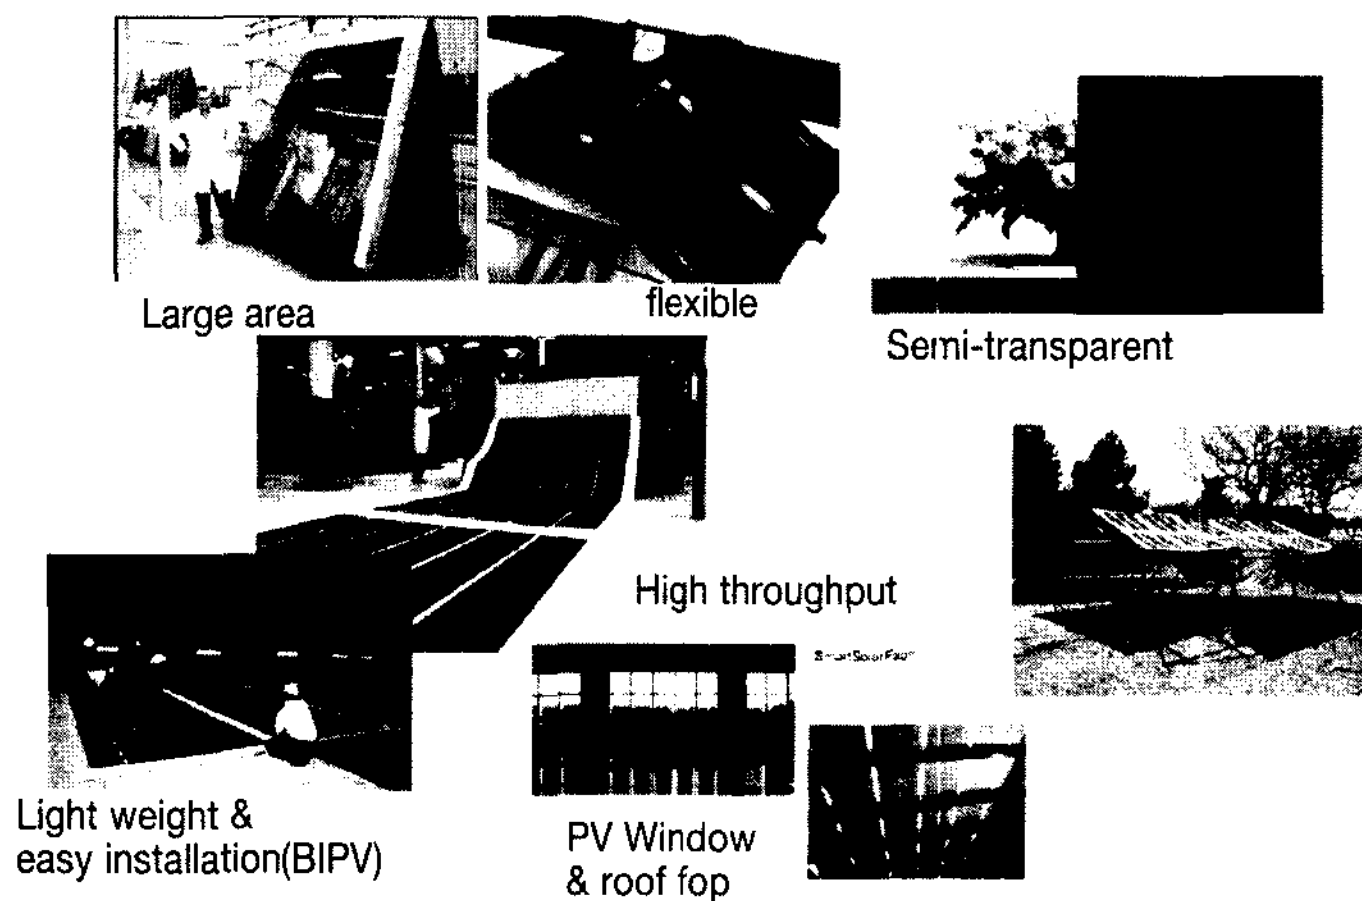 Large area
flexible
Semi-transparent
High throughput
Light weight &
easy installation(BIPV)
PV Window
& roof fop